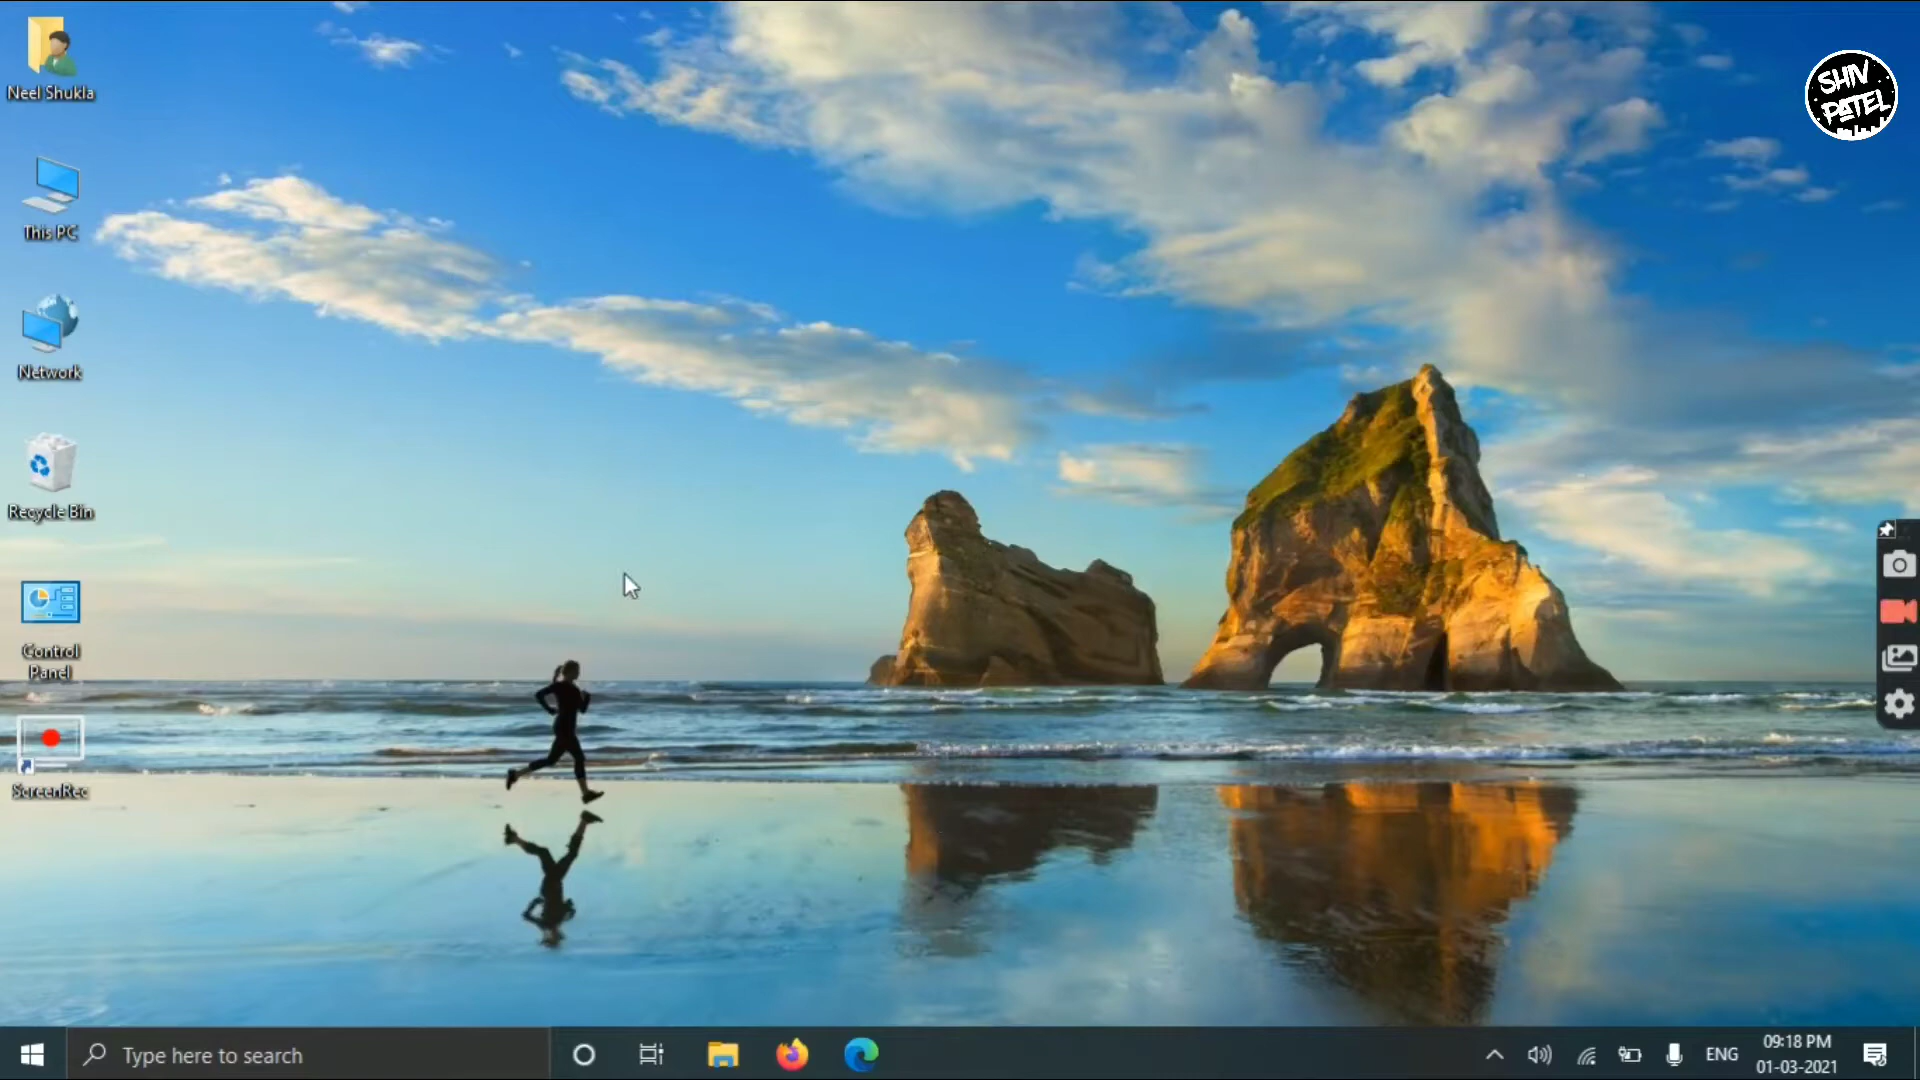 Neel Shukla
SHIV
PATEL
This PC
Network
Recycle Bin
Control
Panel
ScreenRec
Type here to search
ENG
09:18 PM
01-03-2021